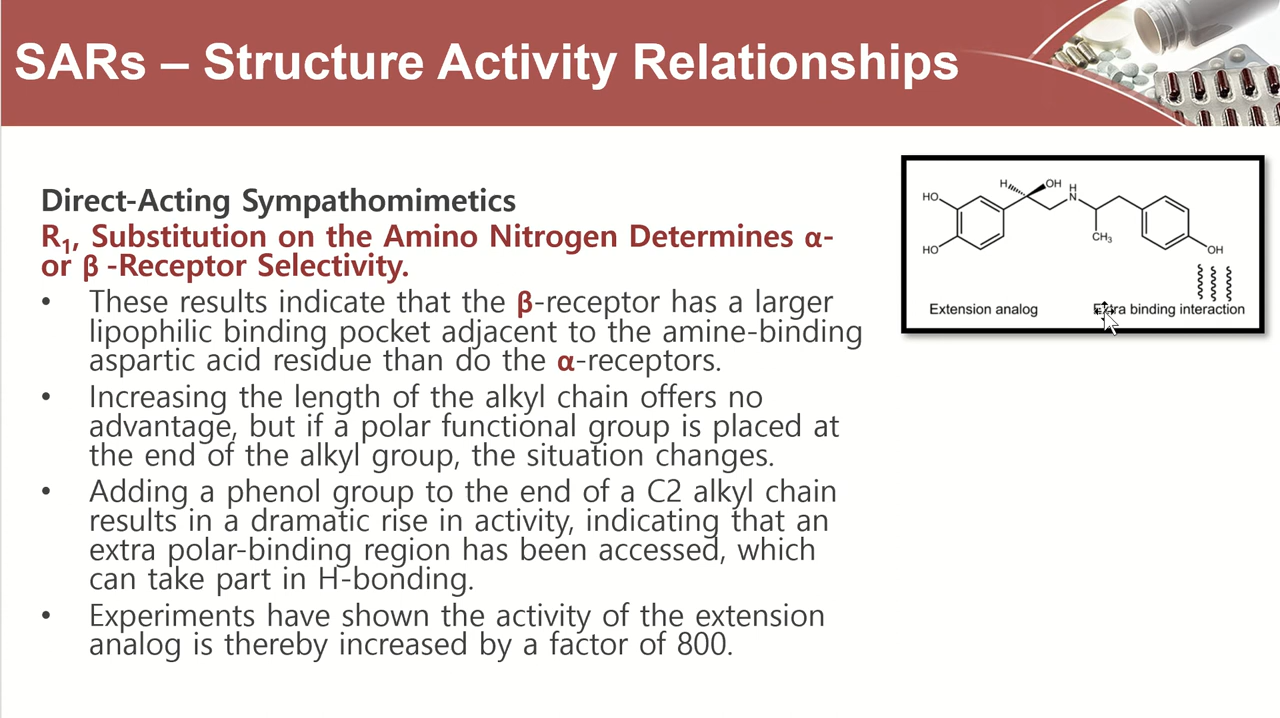 SARs – Structure Activity Relationships
Direct-Acting Sympathomimetics
R₁, Substitution on the Amino Nitrogen Determines α-
or β -Receptor Selectivity.
• These results indicate that the β-receptor has a larger
lipophilic binding pocket adjacent to the amine-binding
aspartic acid residue than do the α-receptors.
• Increasing the length of the alkyl chain offers no
advantage, but if a polar functional group is placed at
the end of the alkyl group, the situation changes.
• Adding a phenol group to the end of a C2 alkyl chain
results in a dramatic rise in activity, indicating that an
extra polar-binding region has been accessed, which
can take part in H-bonding.
• Experiments have shown the activity of the extension
analog is thereby increased by a factor of 800.
H OH H
HO N
HO CH₃ OH
Extension analog Extra binding interaction